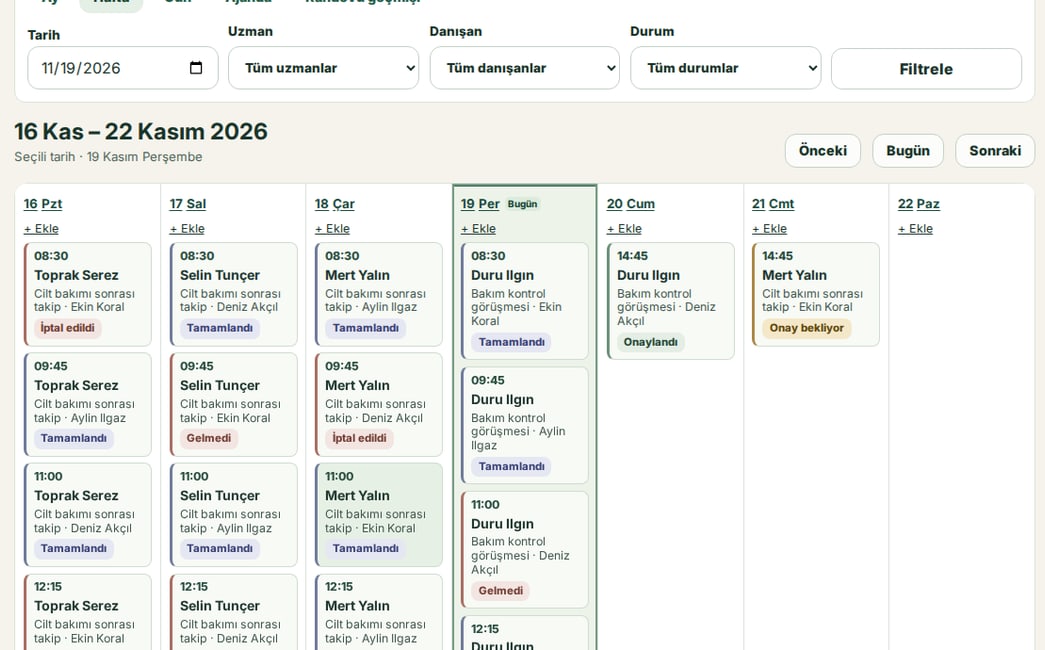 Ay Hafta Gün Ajanda Randevu geçmişi
Tarih
11/19/2026
Uzman
Tüm uzmanlar
Danışan
Tüm danışanlar
Durum
Tüm durumlar
Filtrele
16 Kas – 22 Kasım 2026
Seçili tarih · 19 Kasım Perşembe
Önceki
Bugün
Sonraki
16 Pzt
+ Ekle
08:30
Toprak Serez
Cilt bakımı sonrası
takip · Ekin Koral
İptal edildi
09:45
Toprak Serez
Cilt bakımı sonrası
takip · Aylin Ilgaz
Tamamlandı
11:00
Toprak Serez
Cilt bakımı sonrası
takip · Deniz Akçıl
Tamamlandı
12:15
Toprak Serez
Cilt bakımı sonrası
takip · Ekin Koral
17 Sal
+ Ekle
08:30
Selin Tunçer
Cilt bakımı sonrası
takip · Deniz Akçıl
Tamamlandı
09:45
Selin Tunçer
Cilt bakımı sonrası
takip · Ekin Koral
Gelmedi
11:00
Selin Tunçer
Cilt bakımı sonrası
takip · Aylin Ilgaz
Tamamlandı
12:15
Selin Tunçer
Cilt bakımı sonrası
takip · Deniz Akçıl
18 Çar
+ Ekle
08:30
Mert Yalın
Cilt bakımı sonrası
takip · Aylin Ilgaz
Tamamlandı
09:45
Mert Yalın
Cilt bakımı sonrası
takip · Deniz Akçıl
İptal edildi
11:00
Mert Yalın
Cilt bakımı sonrası
takip · Ekin Koral
Tamamlandı
12:15
Mert Yalın
Cilt bakımı sonrası
takip · Aylin Ilgaz
19 Per Bugün
+ Ekle
08:30
Duru Ilgın
Bakım kontrol
görüşmesi · Ekin
Koral
Tamamlandı
09:45
Duru Ilgın
Bakım kontrol
görüşmesi · Aylin
Ilgaz
Tamamlandı
11:00
Duru Ilgın
Bakım kontrol
görüşmesi · Deniz
Akçıl
Gelmedi
12:15
Duru Ilgın
20 Cum
+ Ekle
14:45
Duru Ilgın
Bakım kontrol
görüşmesi · Deniz
Akçıl
Onaylandı
21 Cmt
+ Ekle
14:45
Mert Yalın
Cilt bakımı sonrası
takip · Ekin Koral
Onay bekliyor
22 Paz
+ Ekle